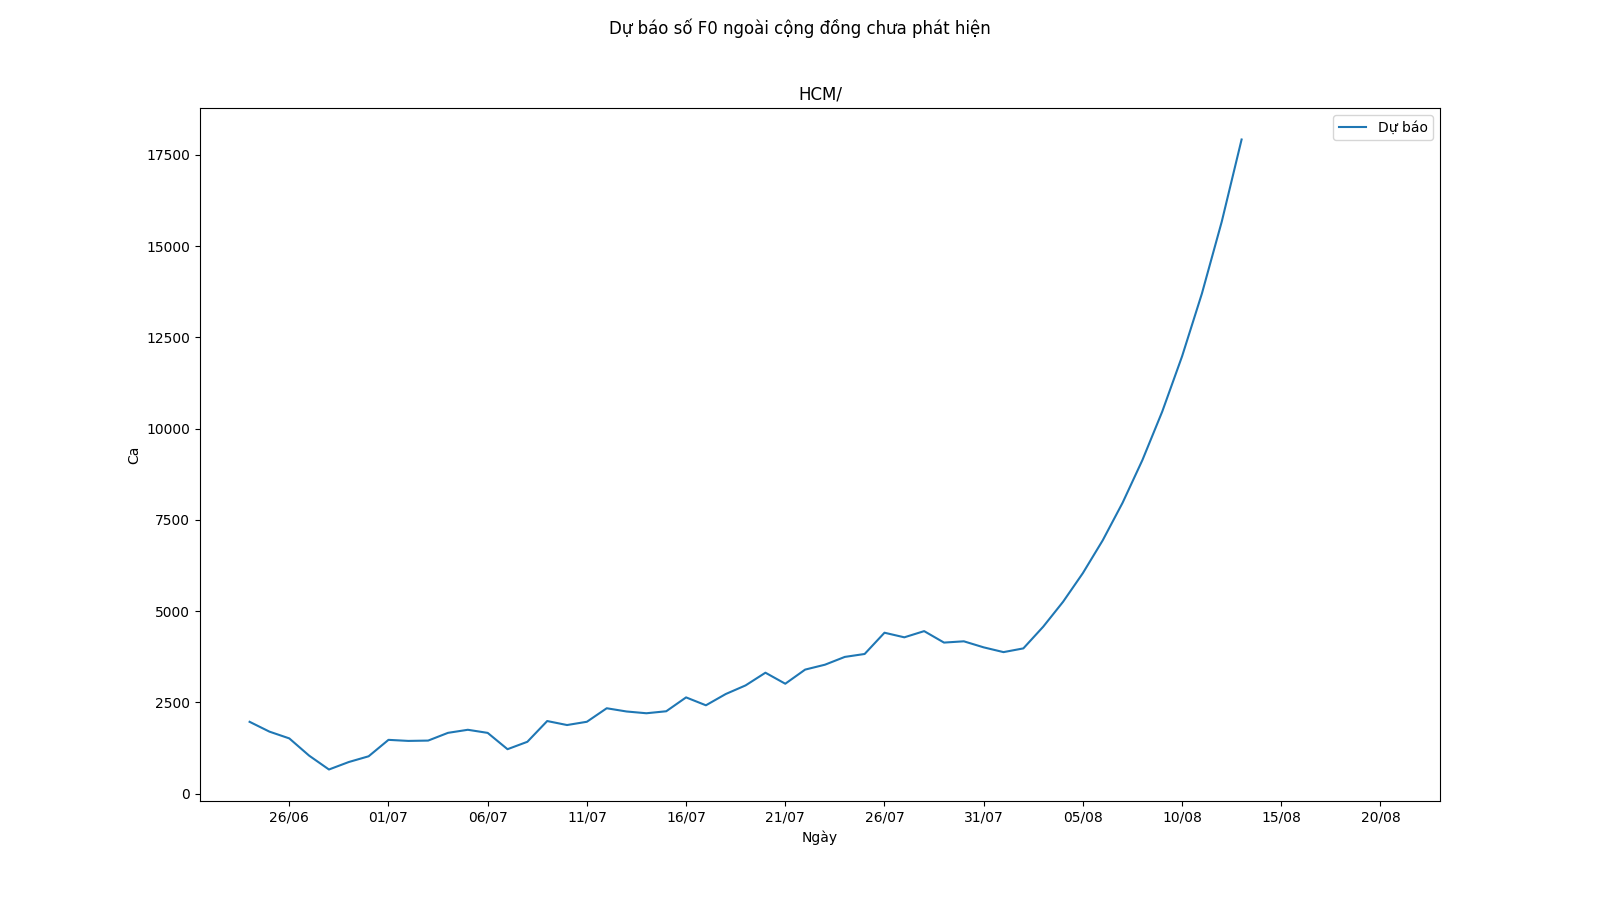 Dự báo số F0 ngoài cộng đồng chưa phát hiện
HCM/
Dự báo
17500
15000
12500
10000
7500
5000
2500
0
Ca
26/06 01/07 06/07 11/07 16/07 21/07 26/07 31/07 05/08 10/08 15/08 20/08
Ngày